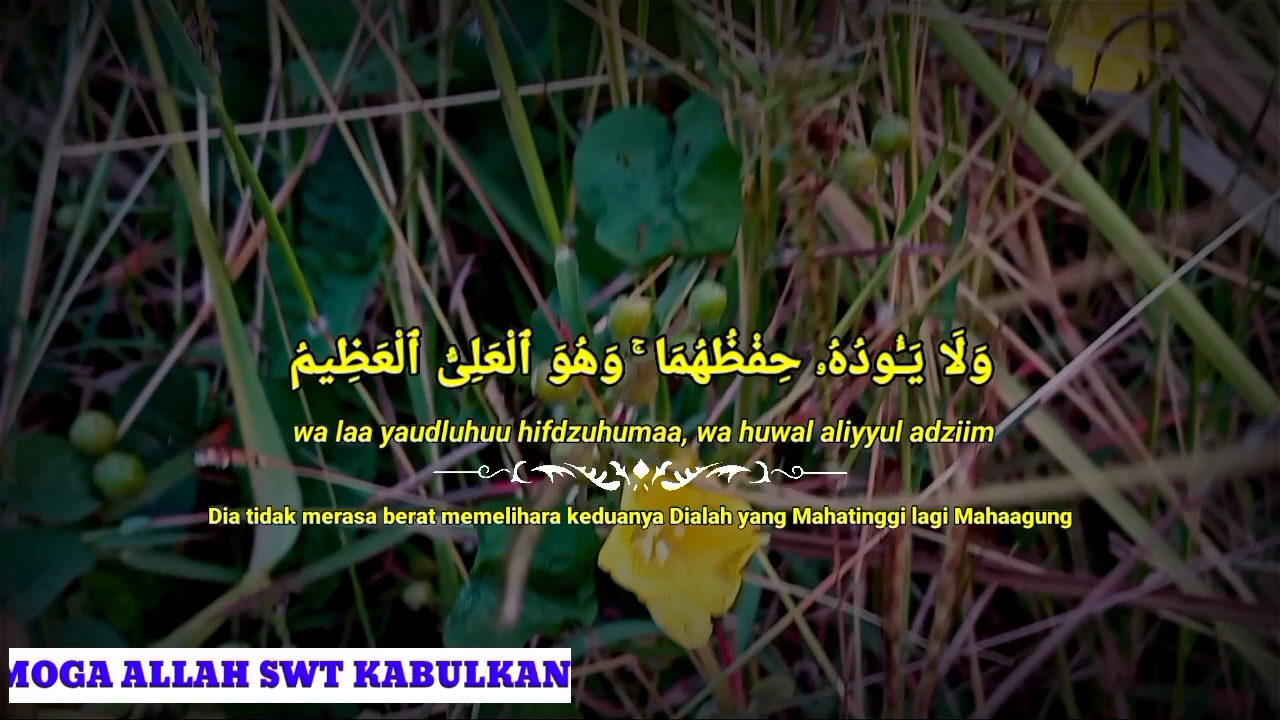 وَلَا يَـُٔودُهُۥ حِفْظُهُمَا ۚ وَهُوَ ٱلْعَلِىُّ ٱلْعَظِيمُ
wa laa yaudluhuu hifdzuhumaa, wa huwal aliyyul adziim
Dia tidak merasa berat memelihara keduanya Dialah yang Mahatinggi lagi Mahaagung
MOGA ALLAH SWT KABULKAN